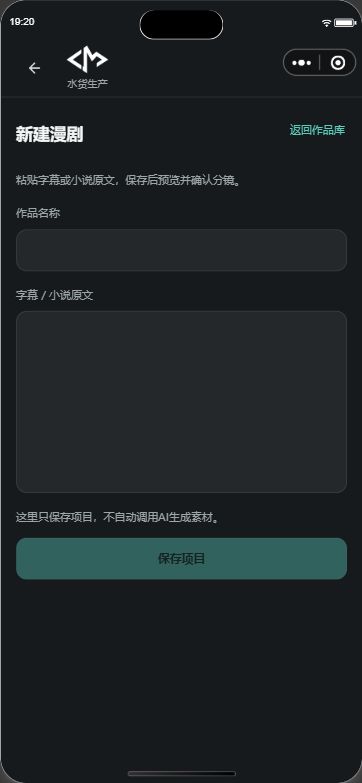 19:20
水货生产
新建漫剧
返回作品库
粘贴字幕或小说原文，保存后预览并确认分镜。
作品名称
字幕 / 小说原文
这里只保存项目，不自动调用AI生成素材。
保存项目